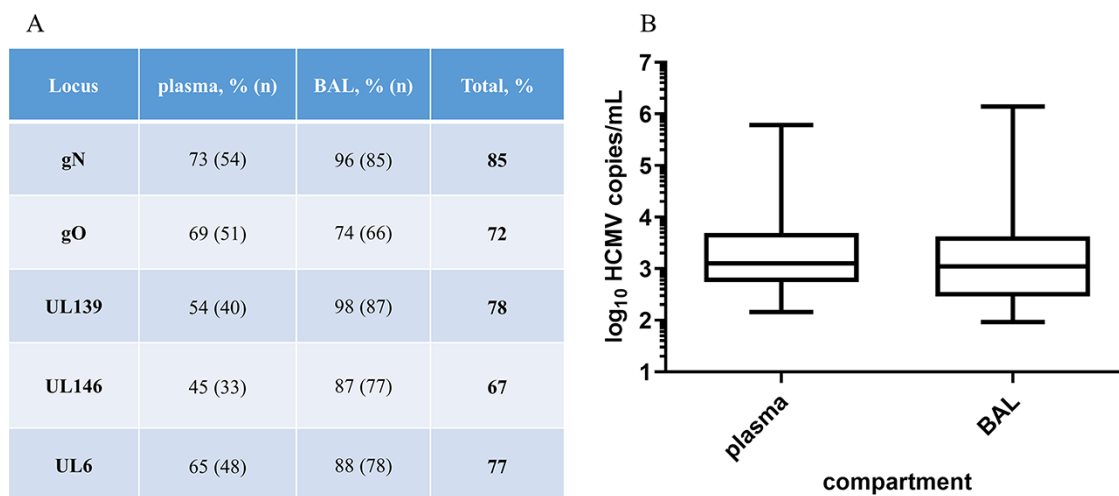 A
Locus plasma, % (n) BAL, % (n) Total, %
gN 73 (54) 96 (85) 85
gO 69 (51) 74 (66) 72
UL139 54 (40) 98 (87) 78
UL146 45 (33) 87 (77) 67
UL6 65 (48) 88 (78) 77
B
log10 HCMV copies/mL
7
6
5
4
3
2
1
plasma
BAL
compartment